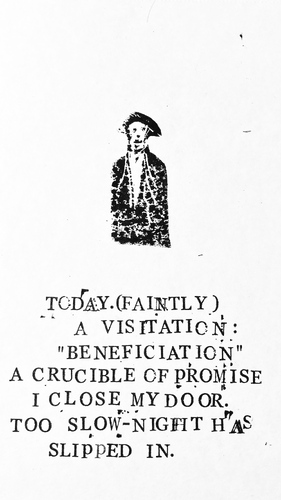 TODAY.(FAINTLY)
A VISITATION:
"BENEFICIATION"
A CRUCIBLE OF PROMISE
I CLOSE MY DOOR.
TOO SLOW-NIGHT HAS
SLIPPED IN.